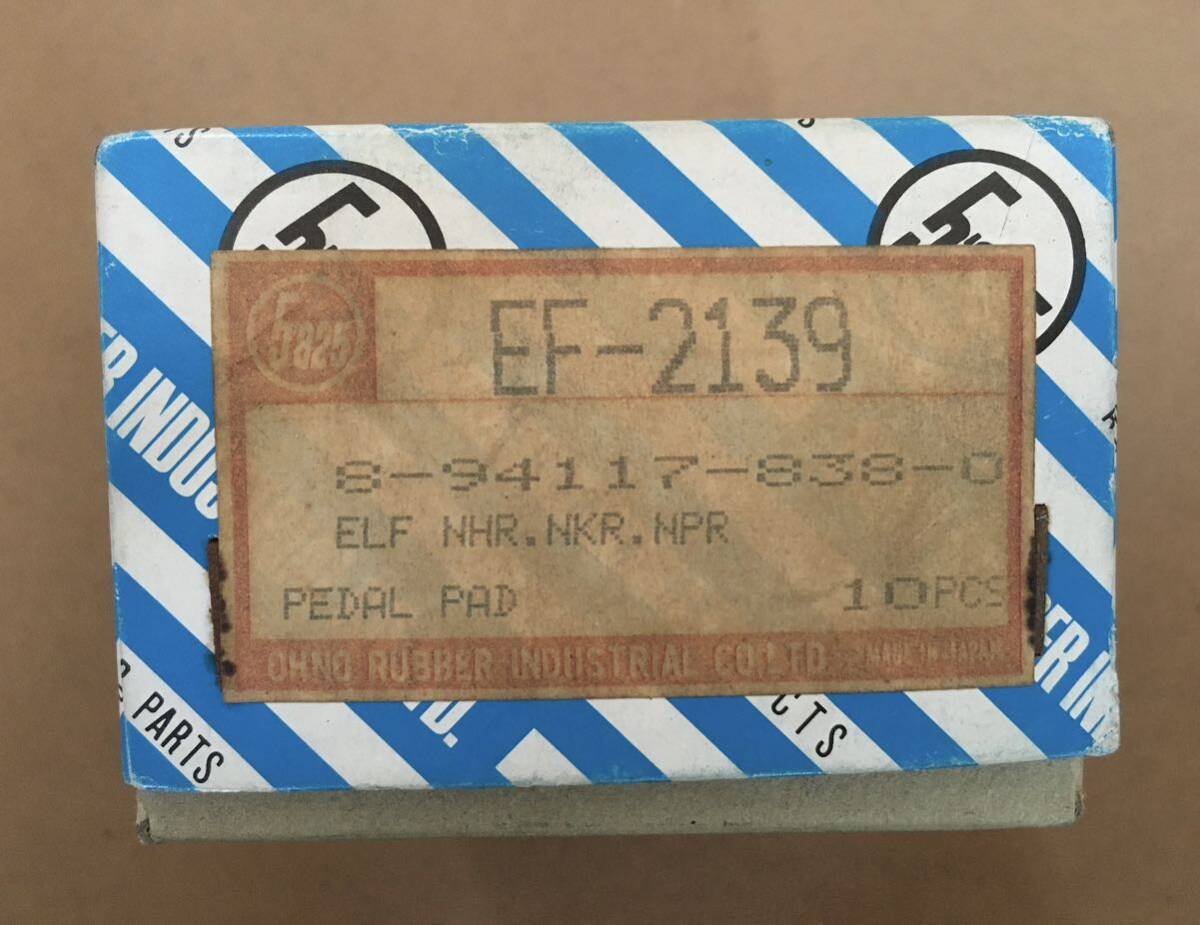 EF-2139
8-94117-838-0
ELF NHR.NKR.NPR
PEDAL PAD 10PCS
OHNO RUBBER INDUSTRIAL CO.LTD. MADE IN JAPAN
PARTS